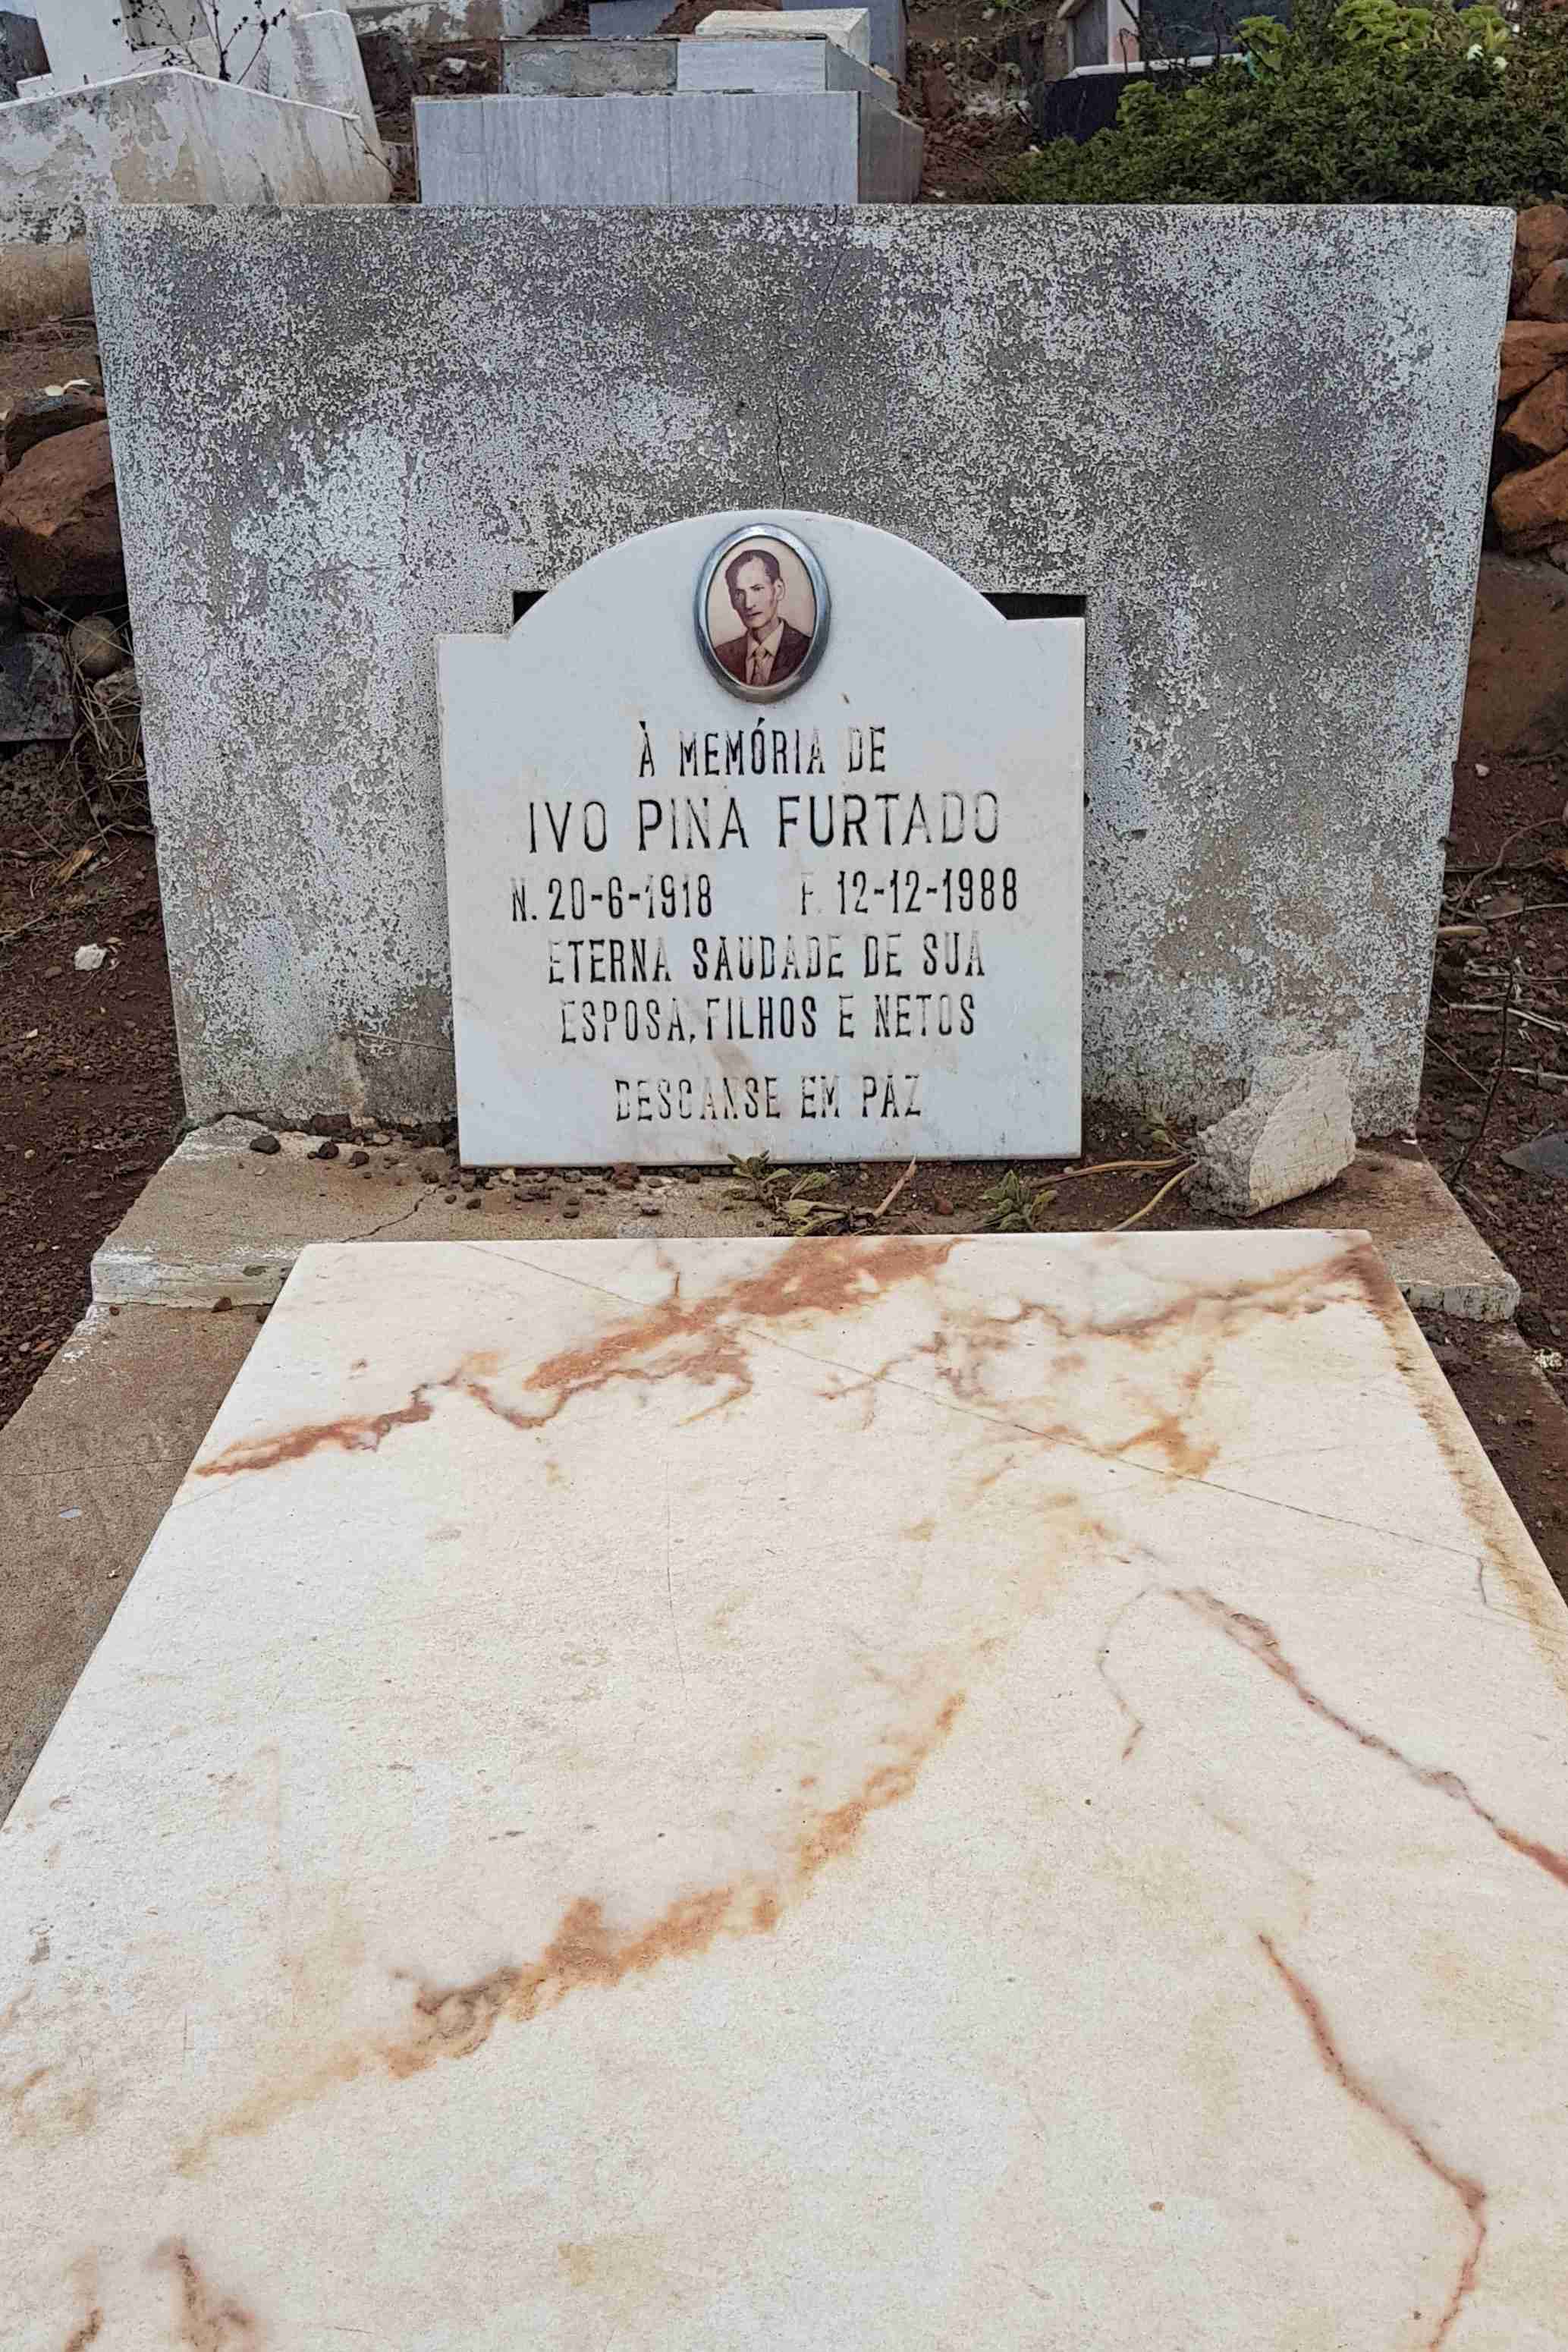 À MEMÓRIA DE
IVO PINA FURTADO
N. 20-6-1918 F. 12-12-1988
ETERNA SAUDADE DE SUA
ESPOSA, FILHOS E NETOS
DESCANSE EM PAZ